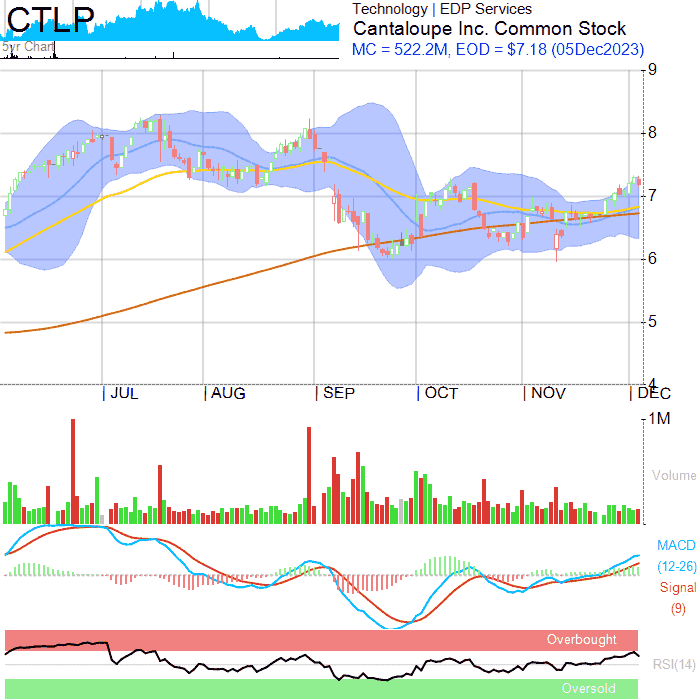 CTLP
5yr Chart
Technology | EDP Services
Cantaloupe Inc. Common Stock
MC = 522.2M, EOD = $7.18 (05Dec2023)
9
8
7
6
5
4
JUL AUG SEP OCT NOV DEC
1M
Volume
MACD
(12-26)
Signal
(9)
Overbought
RSI(14)
Oversold